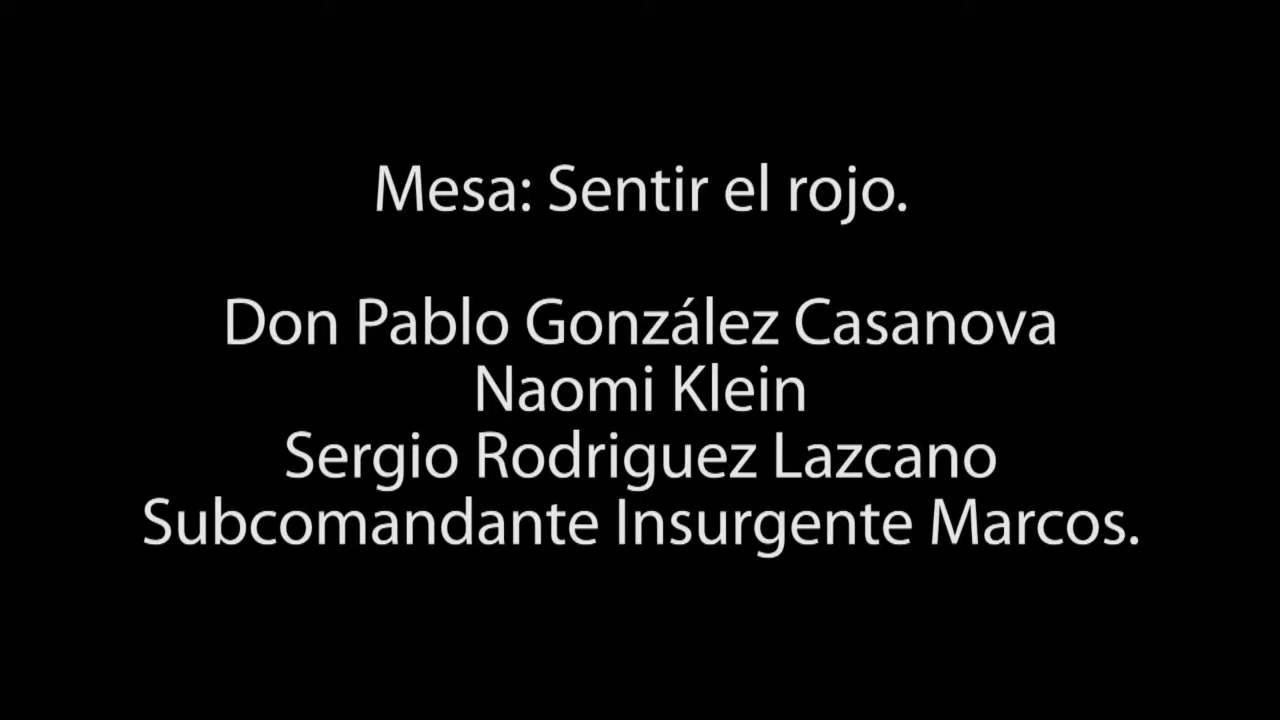 Mesa: Sentir el rojo.
Don Pablo González Casanova
Naomi Klein
Sergio Rodriguez Lazcano
Subcomandante Insurgente Marcos.